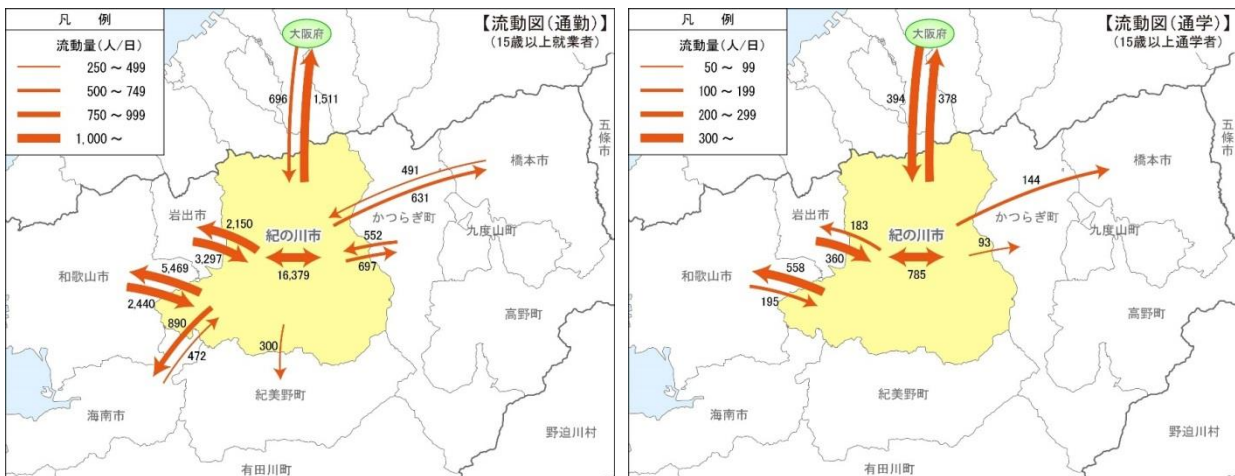 凡　例
流動量(人/日)
250 ～ 499
500 ～ 749
750 ～ 999
1,000 ～
【流動図(通勤)】
(15歳以上就業者)
大阪府
696
1,511
五條市
橋本市
491
631
岩出市
2,150
かつらぎ町
紀の川市
552
九度山町
3,297
697
和歌山市
5,469
16,379
2,440
890
高野町
472
300
紀美野町
海南市
野迫川村
有田川町
凡　例
流動量(人/日)
50 ～ 99
100 ～ 199
200 ～ 299
300 ～
【流動図(通学)】
(15歳以上通学者)
大阪府
394
378
五條市
橋本市
144
岩出市
183
かつらぎ町
紀の川市
九度山町
93
360
和歌山市
558
785
195
高野町
紀美野町
海南市
野迫川村
有田川町